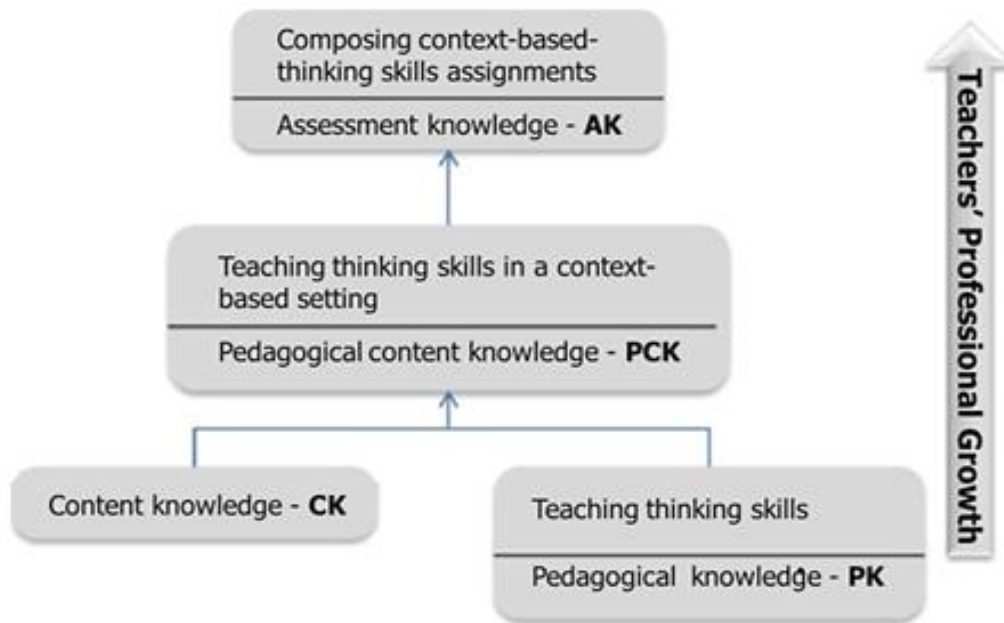 Composing context-based-
thinking skills assignments
Assessment knowledge - AK
Teaching thinking skills in a context-
based setting
Pedagogical content knowledge - PCK
Content knowledge - CK
Teaching thinking skills
Pedagogical knowledge - PK
Teachers' Professional Growth